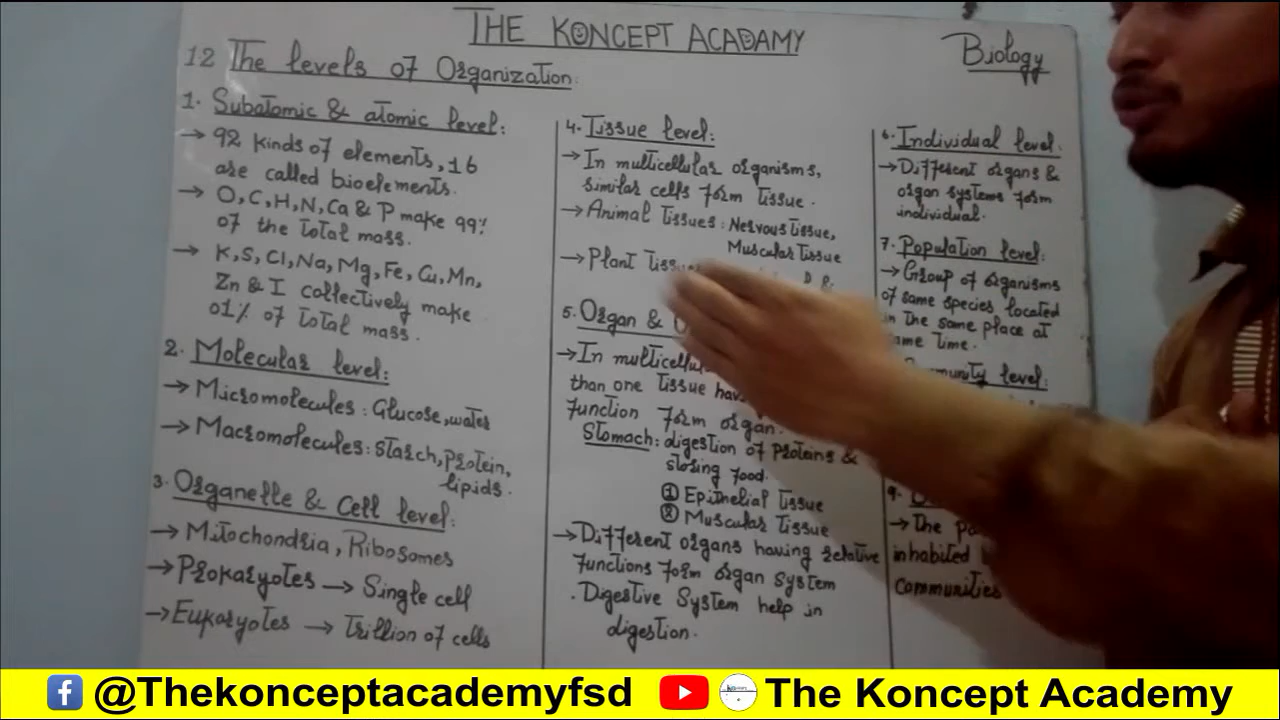 THE KONCEPT ACADAMY
Biology
12 The levels of Organization:
1. Subatomic & atomic level:
→ 92 kinds of elements, 16
are called bioelements.
→ O, C, H, N, Ca & P make 99%
of the total mass.
→ K, S, Cl, Na, Mg, Fe, Cu, Mn,
Zn & I collectively make
01% of total mass.
2. Molecular level:
→ Micromolecules: Glucose, water
→ Macromolecules: starch, protein,
lipids.
3. Organelle & Cell level:
→ Mitochondria, Ribosomes
→ Prokaryotes → Single cell
→ Eukaryotes → Trillion of cells
4. Tissue level:
→ In multicellular organisms,
similar cells form tissue.
→ Animal tissues: Nervous tissue,
Muscular tissue
→ Plant
&
5. Organ &
→ In
than one tissue
function form organ.
Stomach: digestion of proteins &
storing food.
① Epithelial tissue
② Muscular tissue
→ Different organs having relative
functions form organ system
. Digestive System help in
digestion.
6. Individual level:
→ Different organs &
organ systems form
individual.
7. Population level:
→ Group of organisms
of same species located
in the same place at
same time.
level:
9.
→ The
inhabited
communities
@Thekonceptacademyfsd
The Koncept Academy